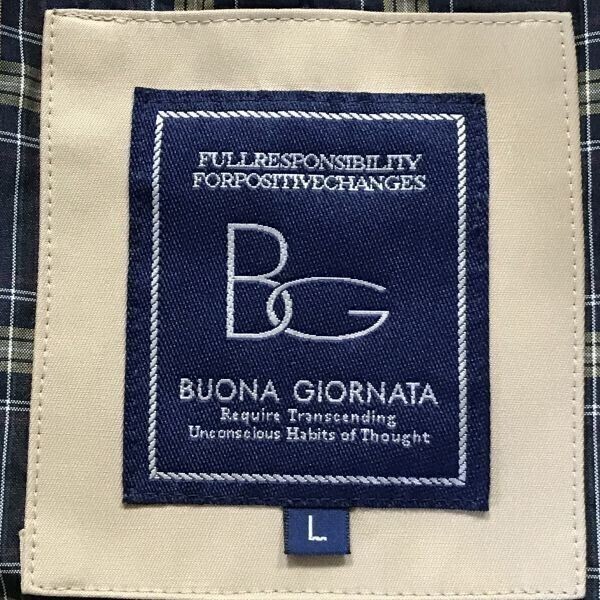 FULLRESPONSIBILITY
FORPOSITIVECHANGES
BG
BUONA GIORNATA
Require Transcending
Unconscious Habits of Thought
L